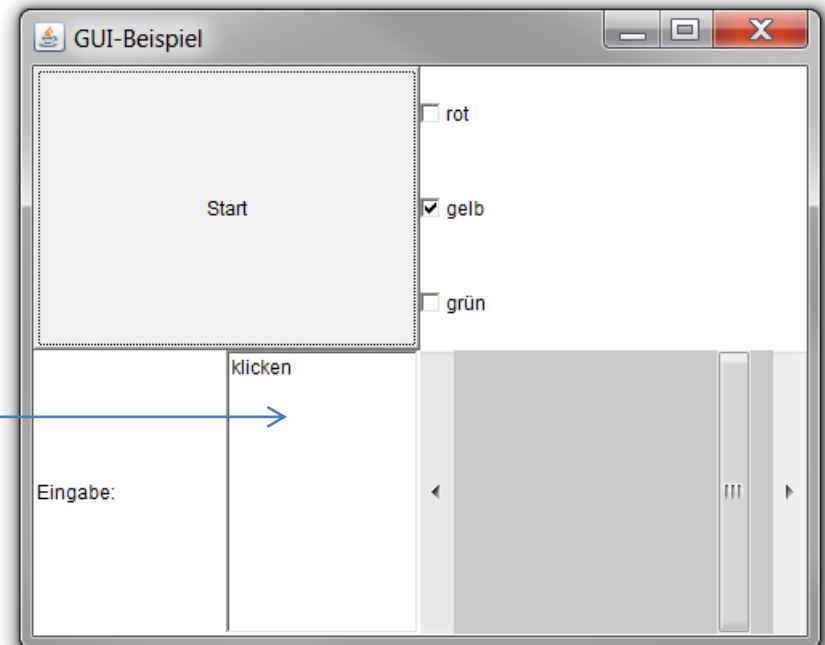 GUI-Beispiel
Start
rot
gelb
grün
Eingabe:
klicken